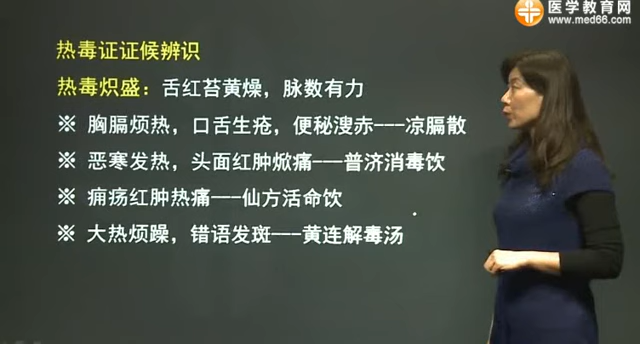 医学教育网
www.med66.com
热毒证证候辨识
热毒炽盛：舌红苔黄燥，脉数有力
※ 胸膈烦热，口舌生疮，便秘溲赤---凉膈散
※ 恶寒发热，头面红肿焮痛---普济消毒饮
※ 痈疡红肿热痛---仙方活命饮
※ 大热烦躁，错语发斑---黄连解毒汤